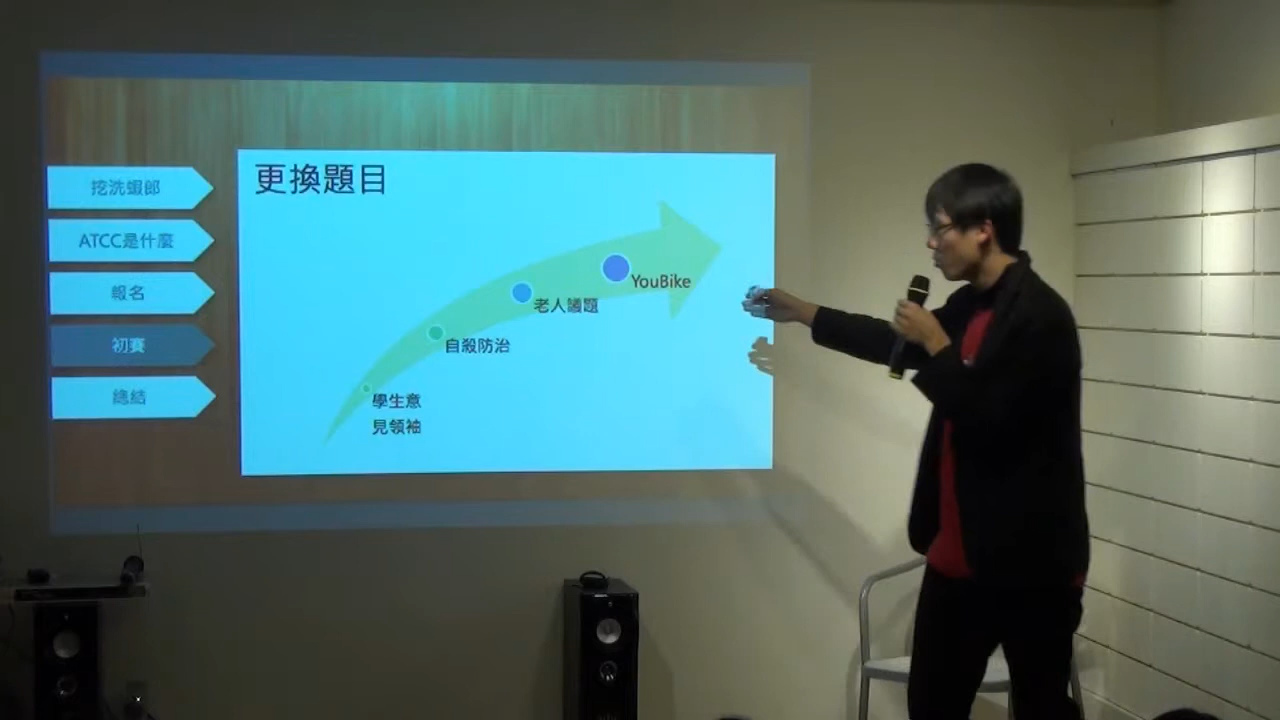 挖洗蝦郎
ATCC是什麼
報名
初賽
總結
更換題目
YouBike
老人議題
自殺防治
學生意
見領袖